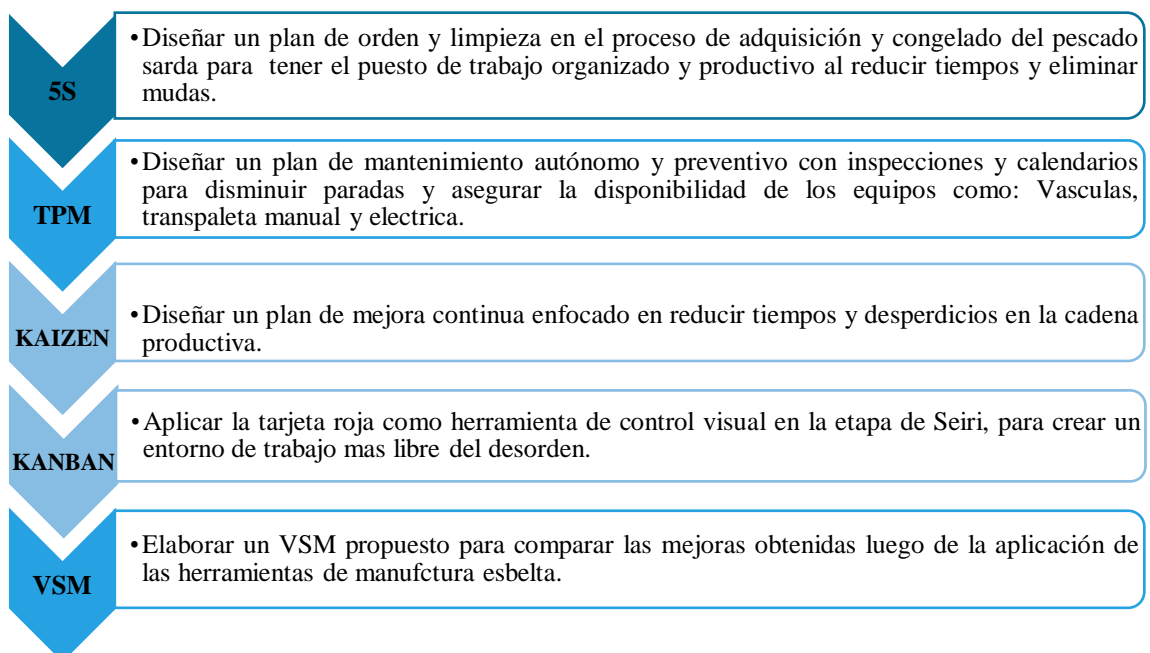 5S
•Diseñar un plan de orden y limpieza en el proceso de adquisición y congelado del pescado
sarda para tener el puesto de trabajo organizado y productivo al reducir tiempos y eliminar
mudas.
TPM
•Diseñar un plan de mantenimiento autónomo y preventivo con inspecciones y calendarios
para disminuir paradas y asegurar la disponibilidad de los equipos como: Vasculas,
transpaleta manual y electrica.
KAIZEN
•Diseñar un plan de mejora continua enfocado en reducir tiempos y desperdicios en la cadena
productiva.
KANBAN
•Aplicar la tarjeta roja como herramienta de control visual en la etapa de Seiri, para crear un
entorno de trabajo mas libre del desorden.
VSM
•Elaborar un VSM propuesto para comparar las mejoras obtenidas luego de la aplicación de
las herramientas de manufctura esbelta.